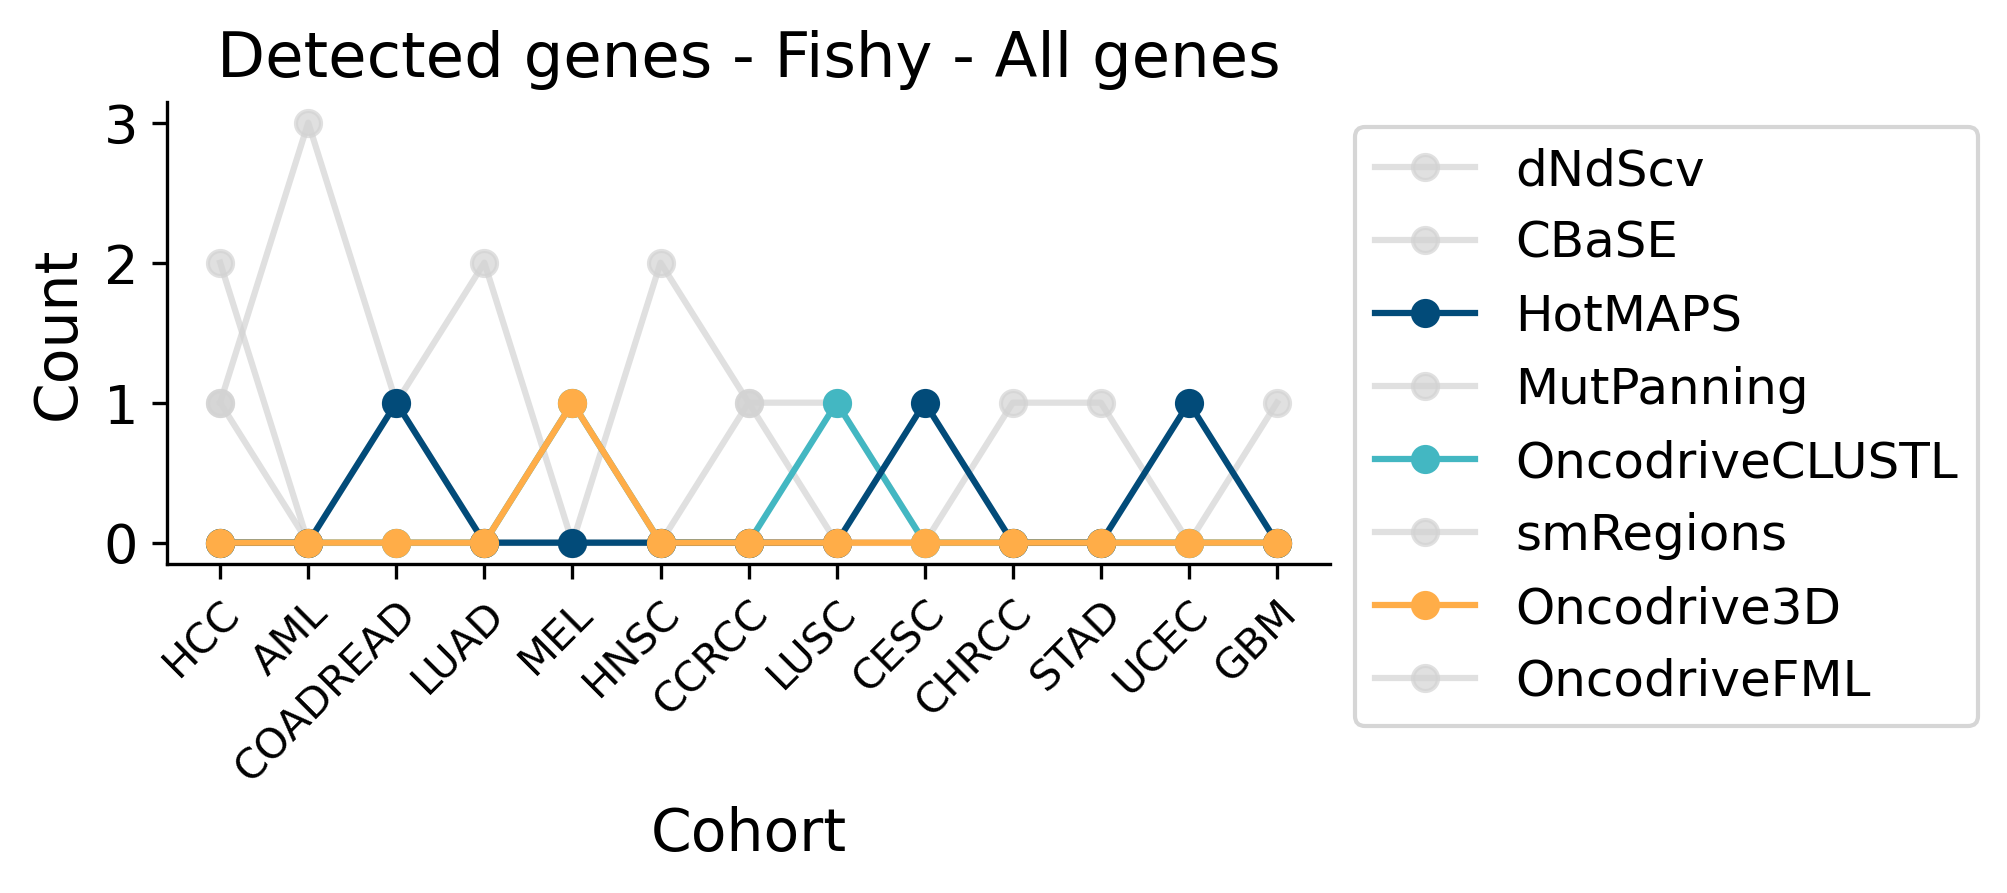 Detected genes - Fishy - All genes
Count
3
2
1
0
HCC
AML
COADREAD
LUAD
MEL
HNSC
CCRCC
LUSC
CESC
CHRCC
STAD
UCEC
GBM
Cohort
dNdScv
CBaSE
HotMAPS
MutPanning
OncodriveCLUSTL
smRegions
Oncodrive3D
OncodriveFML